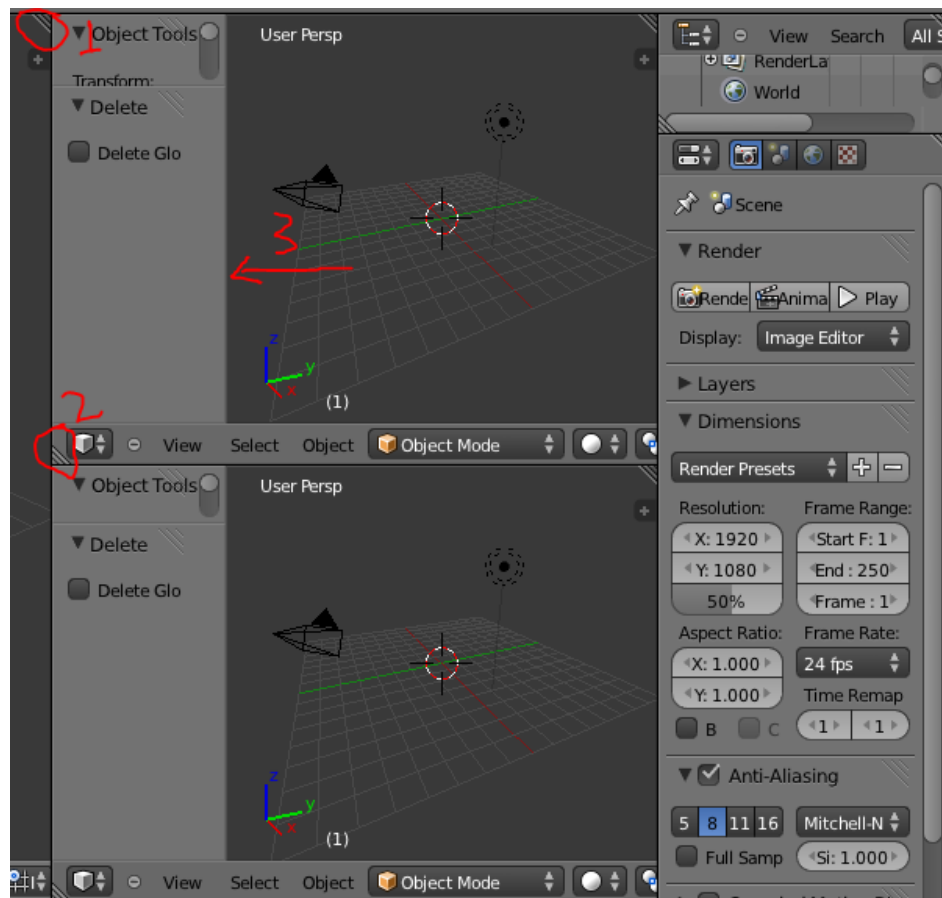 1
Object Tools
Transform:
Delete
Delete Glo
User Persp
3
z
y
x
(1)
2
View Select Object Object Mode
Object Tools
Delete
Delete Glo
User Persp
z
y
x
(1)
View Select Object Object Mode
View Search All S
RenderLa
World
Scene
Render
Rende Anima Play
Display: Image Editor
Layers
Dimensions
Render Presets
Resolution: Frame Range:
X: 1920 Start F: 1
Y: 1080 End : 250
50% Frame : 1
Aspect Ratio: Frame Rate:
X: 1.000 24 fps
Y: 1.000 Time Remap
B C 1 1
Anti-Aliasing
5 8 11 16 Mitchell-N
Full Samp Si: 1.000